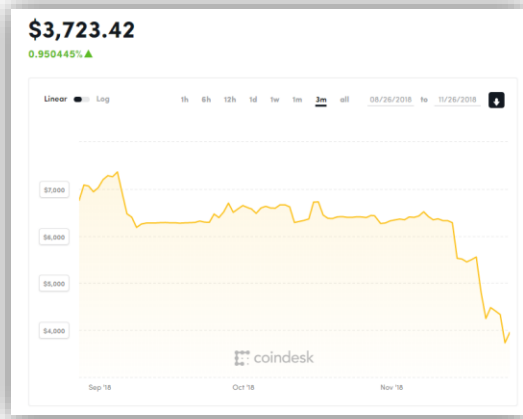 $3,723.42
0.950445%▲
Linear Log 1h 6h 12h 1d 1w 1m 3m all 08/26/2018 to 11/26/2018
$7,000
$6,000
$5,000
$4,000
coindesk
Sep '18 Oct '18 Nov '18